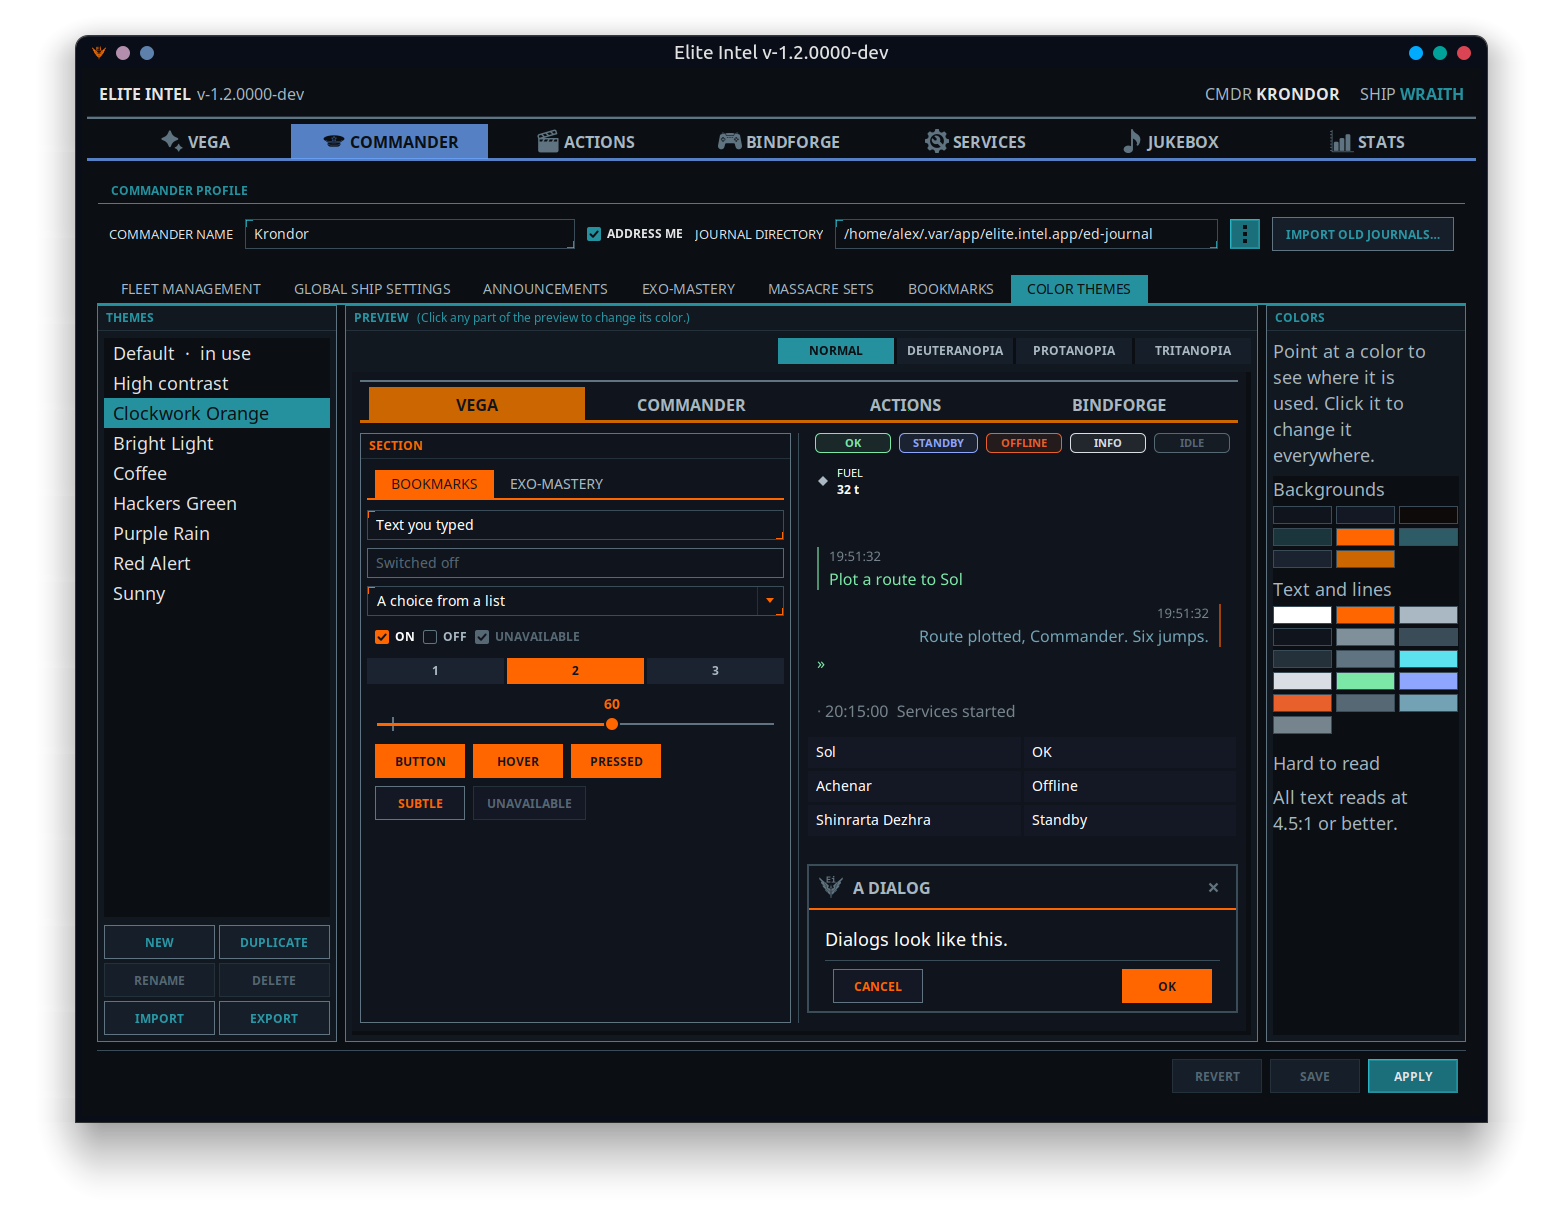 Elite Intel v-1.2.0000-dev
ELITE INTEL v-1.2.0000-dev
CMDR KRONDOR SHIP WRAITH
VEGA COMMANDER ACTIONS BINDFORGE SERVICES JUKEBOX STATS
COMMANDER PROFILE
COMMANDER NAME Krondor ADDRESS ME JOURNAL DIRECTORY /home/alex/.var/app/elite.intel.app/ed-journal IMPORT OLD JOURNALS...
FLEET MANAGEMENT GLOBAL SHIP SETTINGS ANNOUNCEMENTS EXO-MASTERY MASSACRE SETS BOOKMARKS COLOR THEMES
THEMES
Default · in use
High contrast
Clockwork Orange
Bright Light
Coffee
Hackers Green
Purple Rain
Red Alert
Sunny
NEW DUPLICATE
RENAME DELETE
IMPORT EXPORT
PREVIEW (Click any part of the preview to change its color.)
NORMAL DEUTERANOPIA PROTANOPIA TRITANOPIA
VEGA COMMANDER ACTIONS BINDFORGE
SECTION
BOOKMARKS EXO-MASTERY
Text you typed
Switched off
A choice from a list
ON OFF UNAVAILABLE
1 2 3
60
BUTTON HOVER PRESSED
SUBTLE UNAVAILABLE
OK STANDBY OFFLINE INFO IDLE
FUEL
32 t
19:51:32
Plot a route to Sol
19:51:32
Route plotted, Commander. Six jumps.
»
· 20:15:00 Services started
Sol OK
Achenar Offline
Shinrarta Dezhra Standby
Ei A DIALOG ×
Dialogs look like this.
CANCEL OK
COLORS
Point at a color to
see where it is
used. Click it to
change it
everywhere.
Backgrounds
Text and lines
Hard to read
All text reads at
4.5:1 or better.
REVERT SAVE APPLY